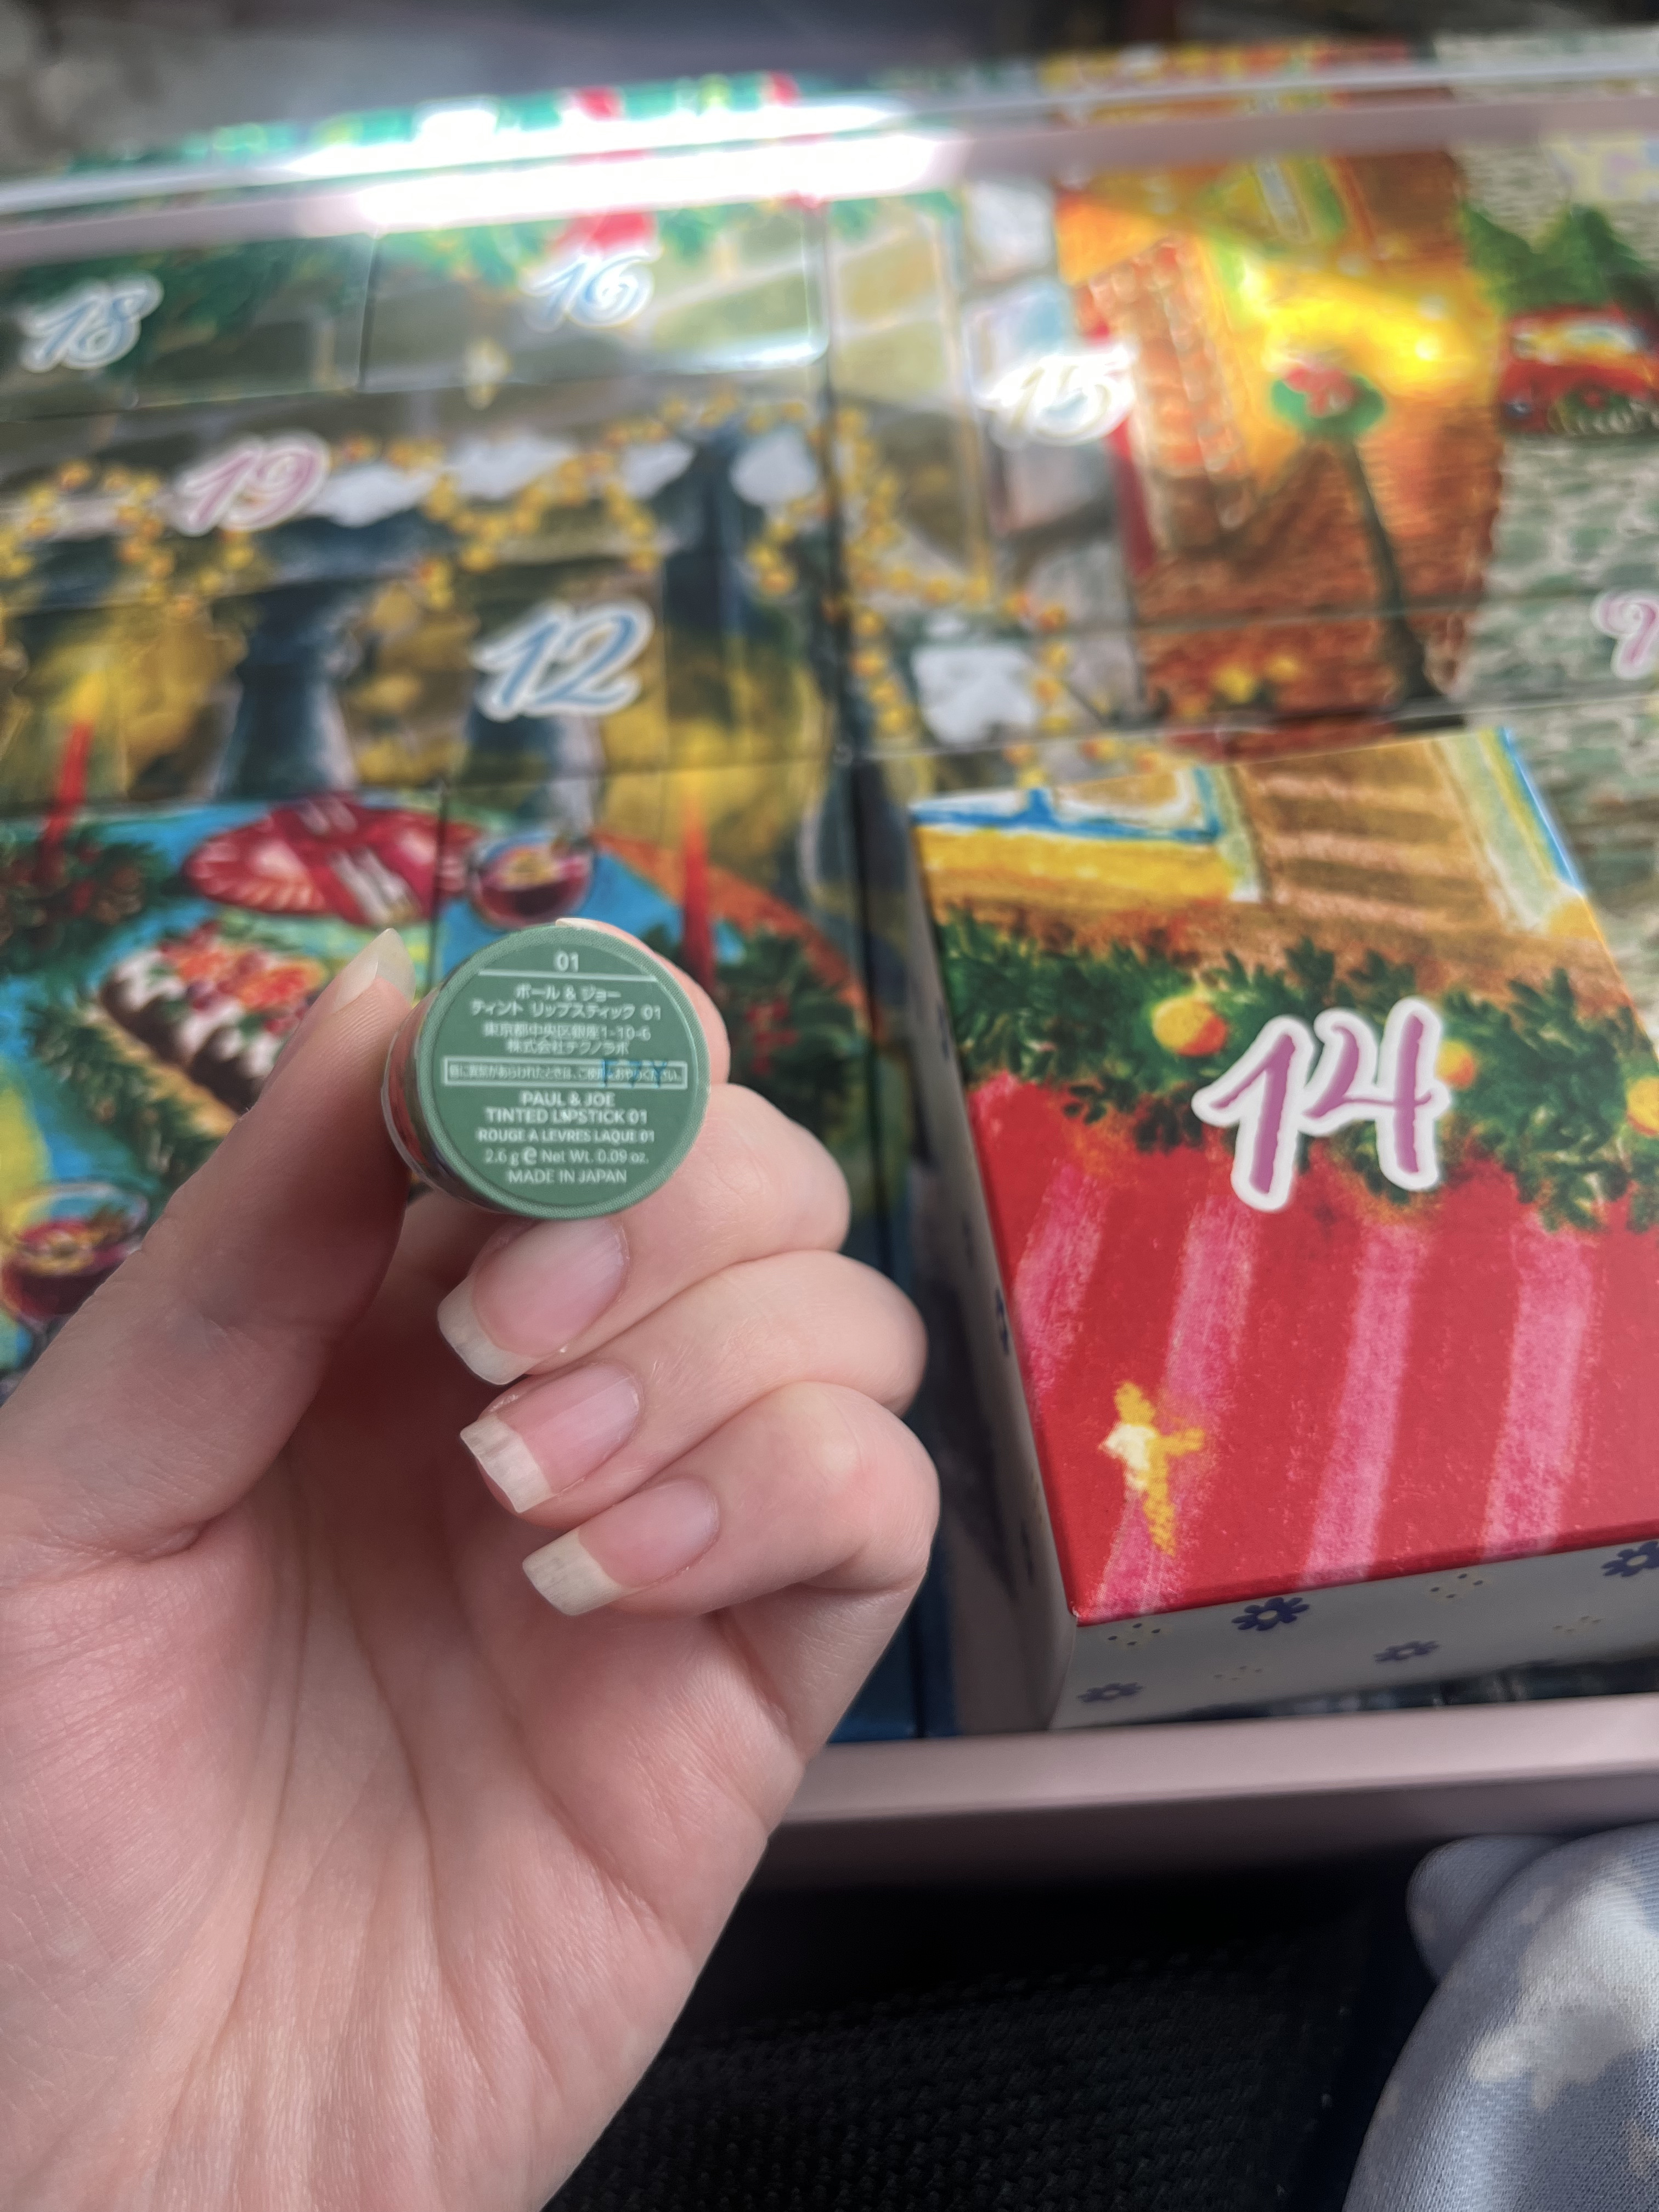 18
16
15
19
12
9
14
01
ポール & ジョー
ティント リップスティック 01
東京都中央区銀座1-10-6
株式会社テクノラボ
PAUL & JOE
TINTED LIPSTICK 01
ROUGE A LEVRES LAQUE 01
2.6 g ℮ Net Wt. 0.09 oz.
MADE IN JAPAN